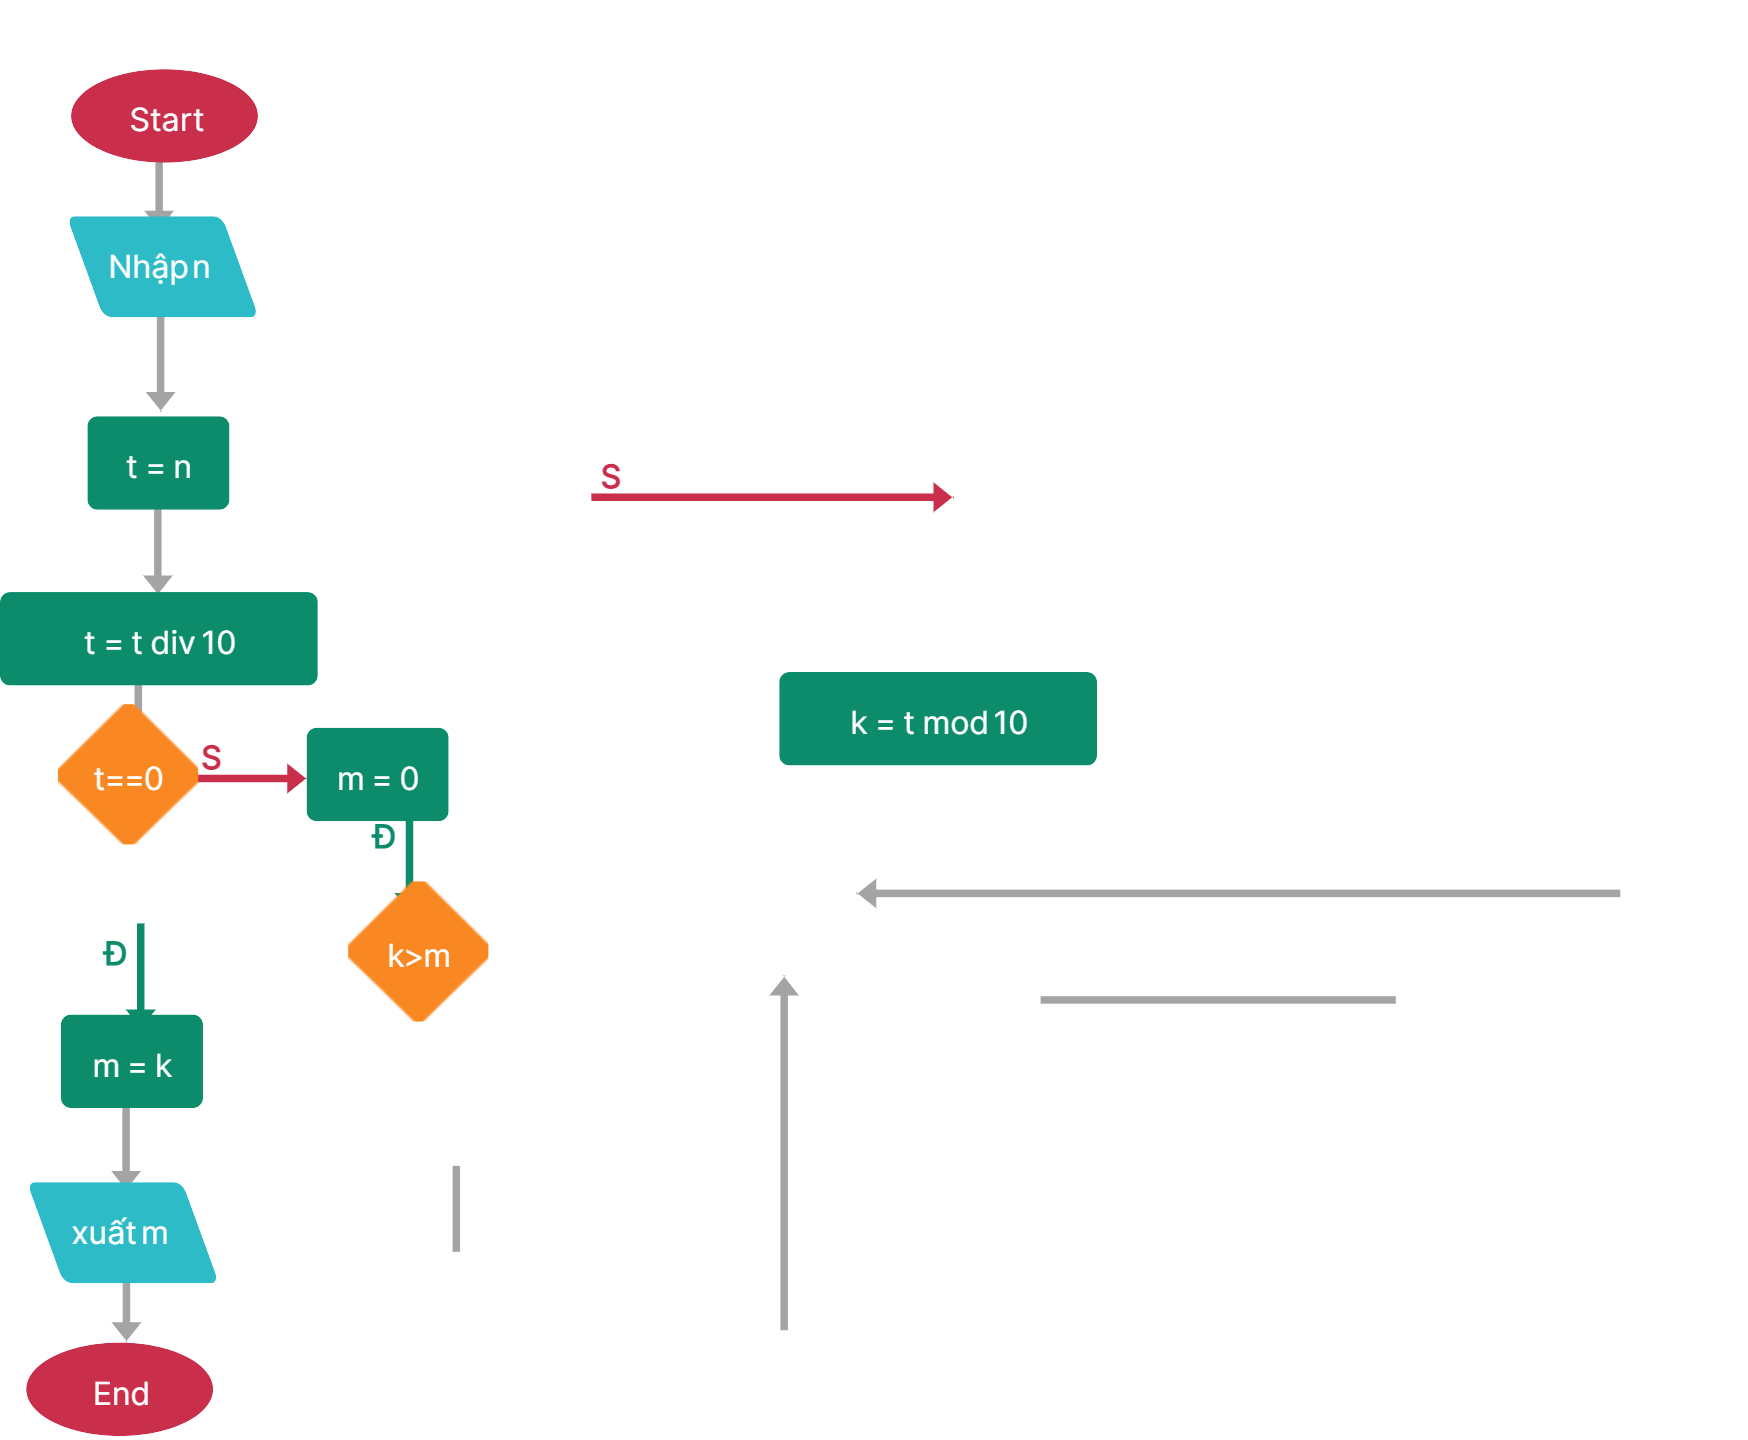 Start
Nhập n
t = n
S
t = t div 10
k = t mod 10
t==0
S
m = 0
Đ
k>m
Đ
m = k
xuất m
End